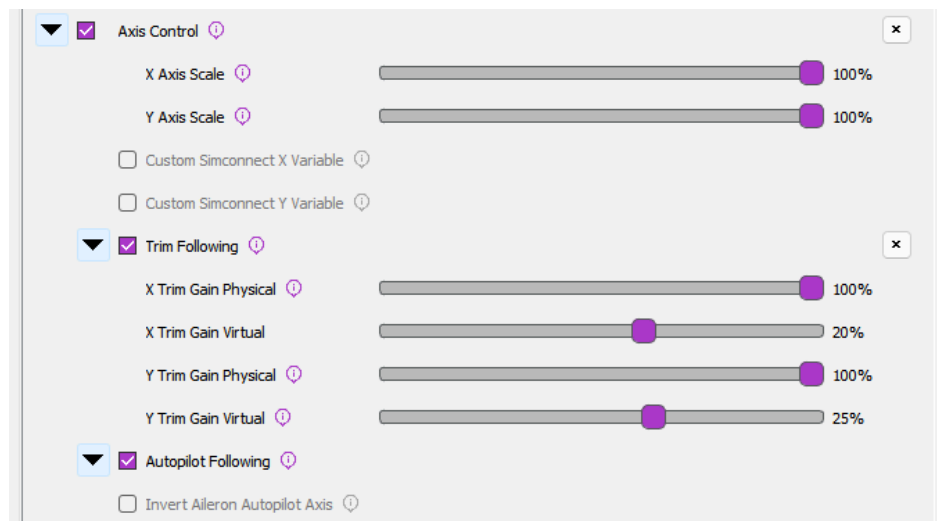 Axis Control
X Axis Scale 100%
Y Axis Scale 100%
Custom Simconnect X Variable
Custom Simconnect Y Variable
Trim Following
X Trim Gain Physical 100%
X Trim Gain Virtual 20%
Y Trim Gain Physical 100%
Y Trim Gain Virtual 25%
Autopilot Following
Invert Aileron Autopilot Axis